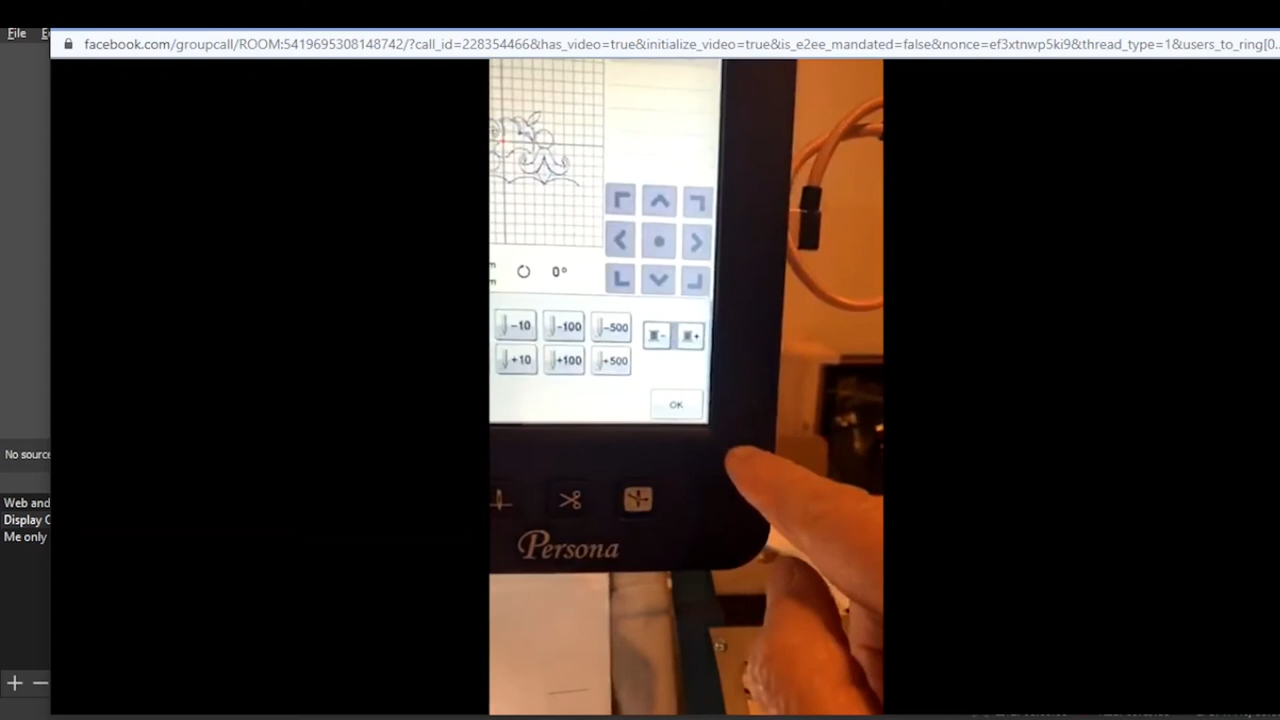 File
facebook.com/groupcall/ROOM:5419695308148742/?call_id=228354466&has_video=true&initialize_video=true&is_e2ee_mandated=false&nonce=ef3xtnwp5ki9&thread_type=1&users_to_ring[0...
0°
-10 -100 -500
+10 +100 +500
- +
OK
Persona
No source
Web and
Display C
Me only